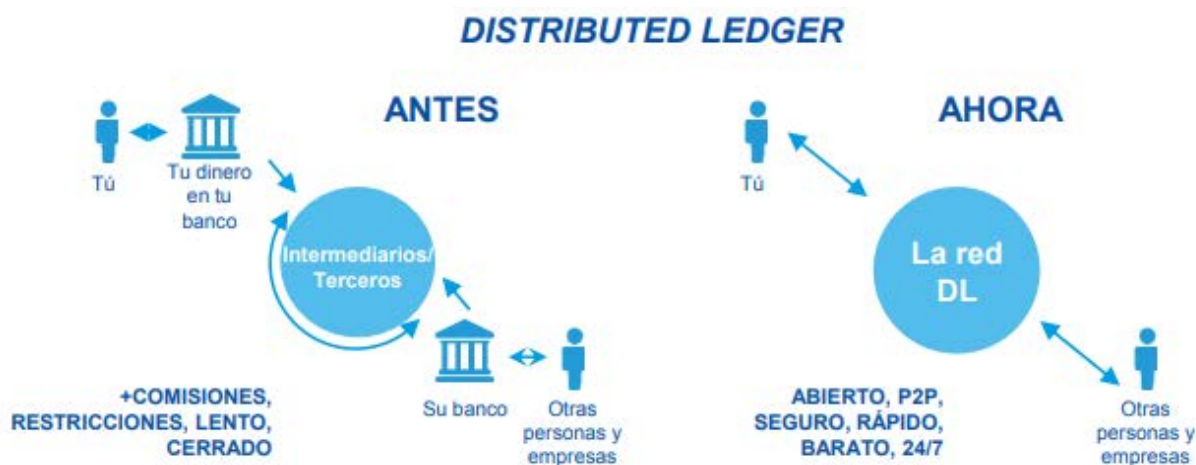 DISTRIBUTED LEDGER
ANTES
Tú
Tu dinero
en tu
banco
Intermediarios/
Terceros
Su banco
Otras
personas y
empresas
+COMISIONES,
RESTRICCIONES, LENTO,
CERRADO
AHORA
Tú
La red
DL
Otras
personas y
empresas
ABIERTO, P2P,
SEGURO, RÁPIDO,
BARATO, 24/7